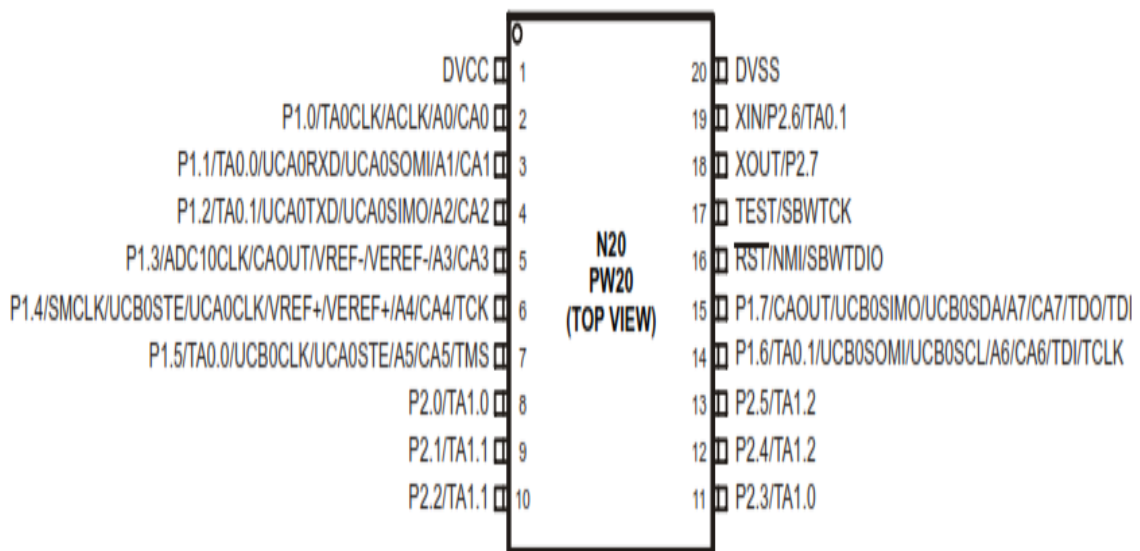 DVCC 1 20 DVSS
P1.0/TA0CLK/ACLK/A0/CA0 2 19 XIN/P2.6/TA0.1
P1.1/TA0.0/UCA0RXD/UCA0SOMI/A1/CA1 3 18 XOUT/P2.7
P1.2/TA0.1/UCA0TXD/UCA0SIMO/A2/CA2 4 17 TEST/SBWTCK
P1.3/ADC10CLK/CAOUT/VREF-/VEREF-/A3/CA3 5 16 RST/NMI/SBWTDIO
P1.4/SMCLK/UCB0STE/UCA0CLK/VREF+/VEREF+/A4/CA4/TCK 6 15 P1.7/CAOUT/UCB0SIMO/UCB0SDA/A7/CA7/TDO/TDI
P1.5/TA0.0/UCB0CLK/UCA0STE/A5/CA5/TMS 7 14 P1.6/TA0.1/UCB0SOMI/UCB0SCL/A6/CA6/TDI/TCLK
P2.0/TA1.0 8 13 P2.5/TA1.2
P2.1/TA1.1 9 12 P2.4/TA1.2
P2.2/TA1.1 10 11 P2.3/TA1.0
N20
PW20
(TOP VIEW)